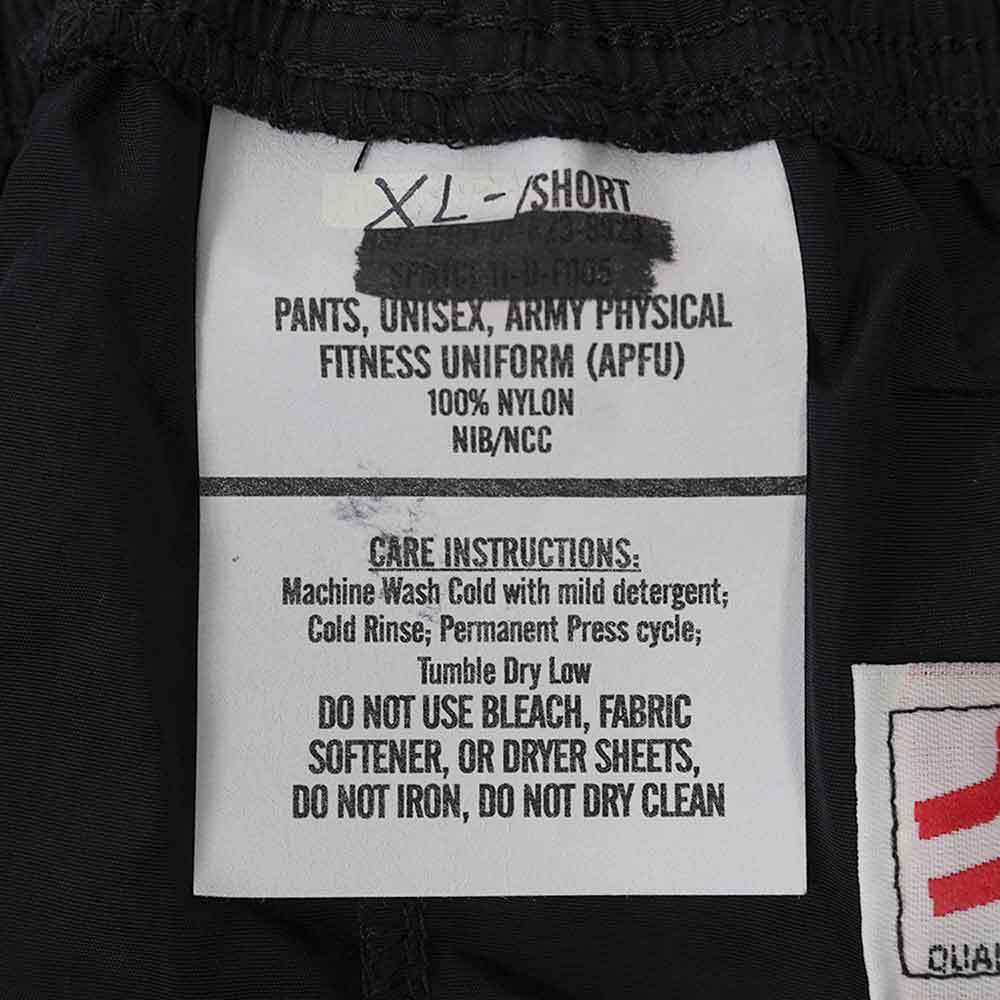 XL-/SHORT
PANTS, UNISEX, ARMY PHYSICAL
FITNESS UNIFORM (APFU)
100% NYLON
NIB/NCC
CARE INSTRUCTIONS:
Machine Wash Cold with mild detergent;
Cold Rinse; Permanent Press cycle;
Tumble Dry Low
DO NOT USE BLEACH, FABRIC
SOFTENER, OR DRYER SHEETS,
DO NOT IRON, DO NOT DRY CLEAN